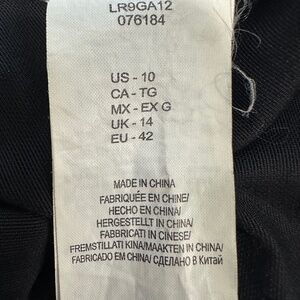 LR9GA12
076184
US - 10
CA - TG
MX - EX G
UK - 14
EU - 42
MADE IN CHINA
FABRIQUÉE EN CHINE/
HECHO EN CHINA/
HERGESTELLT IN CHINA/
FABBRICATI IN CINESE/
FREMSTILLATI KINA/MAAKTEN IN CHINA/
FABRICADO EM CHINA/ СДЕЛАНО В Китай